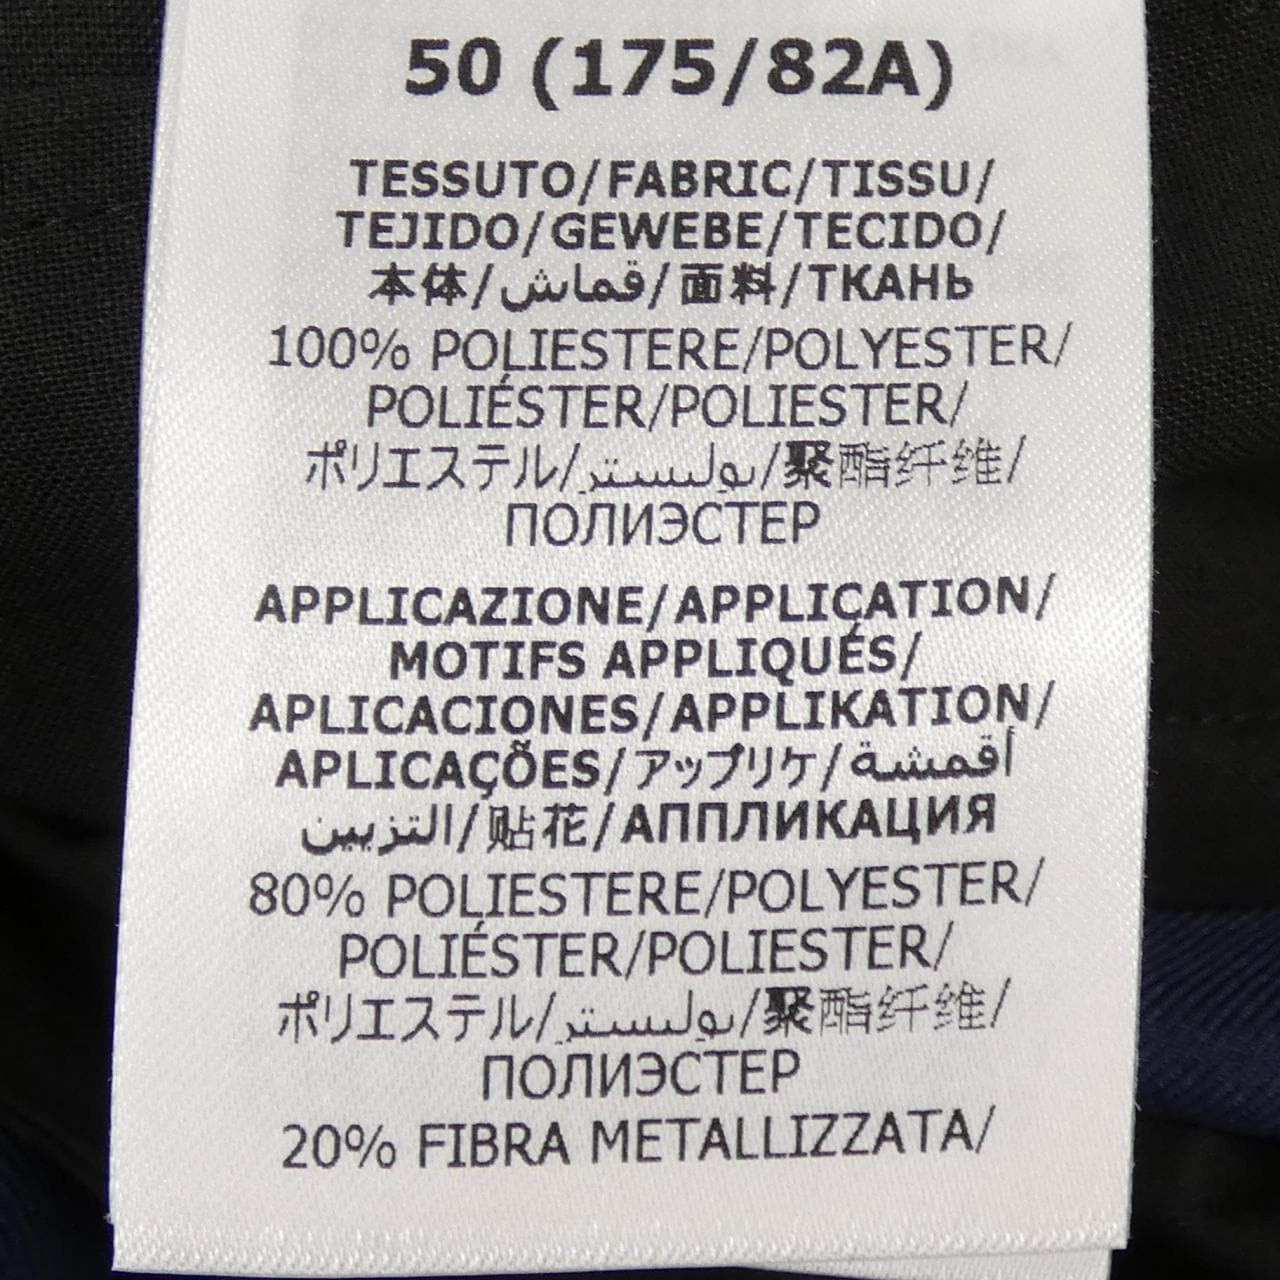 50 (175/82A)
TESSUTO/FABRIC/TISSU/
TEJIDO/GEWEBE/TECIDO/
本体/قماش/面料/ТКАНЬ
100% POLIESTERE/POLYESTER/
POLIÉSTER/POLIESTER/
ポリエステル/بوليستر/聚酯纤维/
ПОЛИЭСТЕР
APPLICAZIONE/APPLICATION/
MOTIFS APPLIQUÉS/
APLICACIONES/APPLIKATION/
APLICAÇÕES/アップリケ/أقمشة
التزيين/贴花/АППЛИКАЦИЯ
80% POLIESTERE/POLYESTER/
POLIÉSTER/POLIESTER/
ポリエステル/بوليستر/聚酯纤维/
ПОЛИЭСТЕР
20% FIBRA METALLIZZATA/